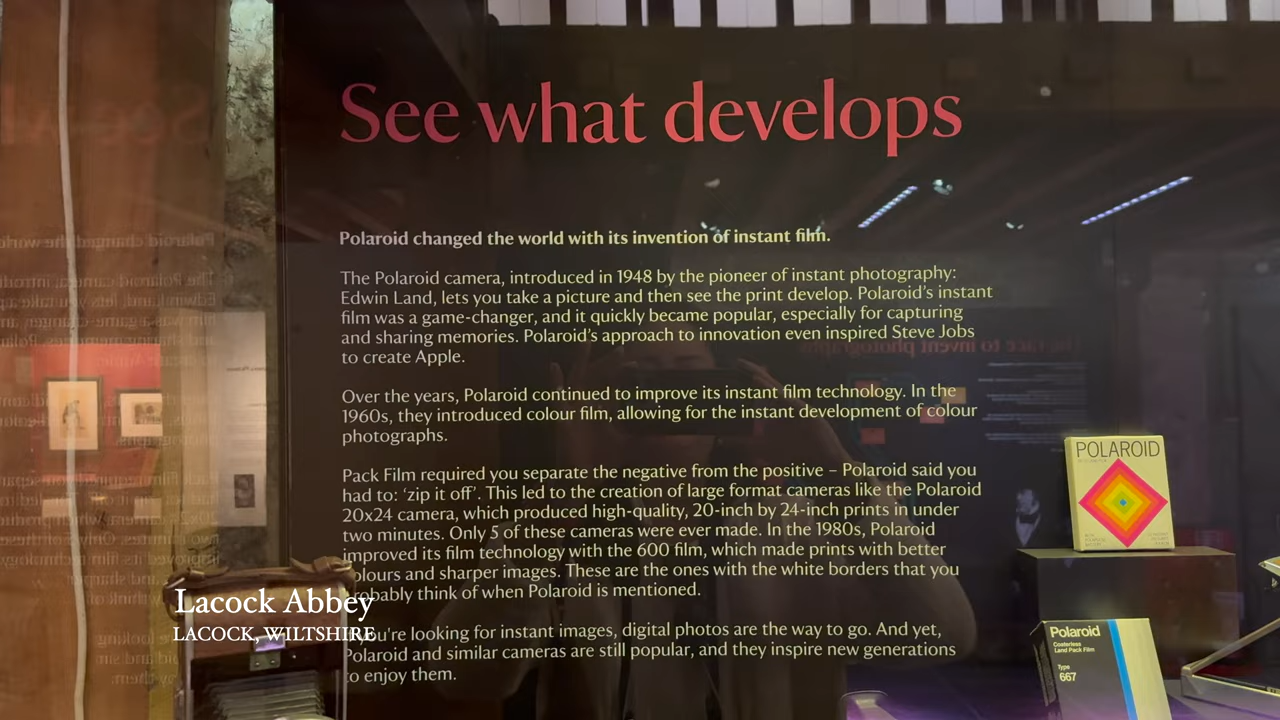 See what develops
Polaroid changed the world with its invention of instant film.
The Polaroid camera, introduced in 1948 by the pioneer of instant photography:
Edwin Land, lets you take a picture and then see the print develop. Polaroid's instant
film was a game-changer, and it quickly became popular, especially for capturing
and sharing memories. Polaroid's approach to innovation even inspired Steve Jobs
to create Apple.
Over the years, Polaroid continued to improve its instant film technology. In the
1960s, they introduced colour film, allowing for the instant development of colour
photographs.
Pack Film required you separate the negative from the positive – Polaroid said you
had to: 'zip it off'. This led to the creation of large format cameras like the Polaroid
20x24 camera, which produced high-quality, 20-inch by 24-inch prints in under
two minutes. Only 5 of these cameras were ever made. In the 1980s, Polaroid
improved its film technology with the 600 film, which made prints with better
colours and sharper images. These are the ones with the white borders that you
probably think of when Polaroid is mentioned.
you're looking for instant images, digital photos are the way to go. And yet,
Polaroid and similar cameras are still popular, and they inspire new generations
to enjoy them.
POLAROID
Polaroid
Coaterless
Land Pack Film
Type
667
Lacock Abbey
LACOCK, WILTSHIRE